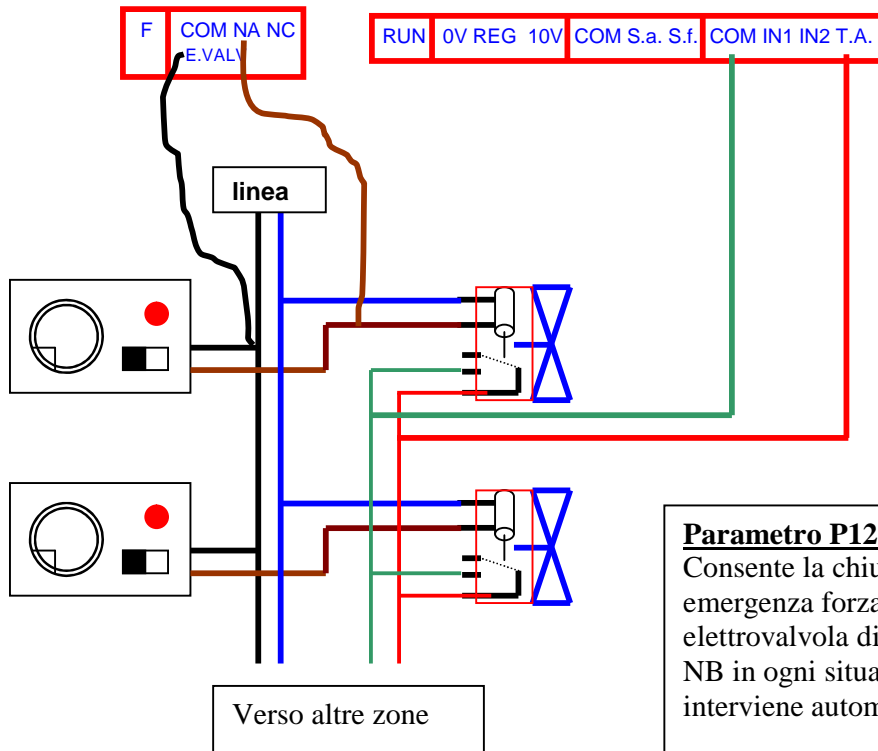 F COM NA NC
E.VALV
RUN 0V REG 10V COM S.a. S.f. COM IN1 IN2 T.A.
linea
Parametro P12
Consente la chiu
emergenza forza
elettrovalvola di
NB in ogni situa
interviene autom
Verso altre zone